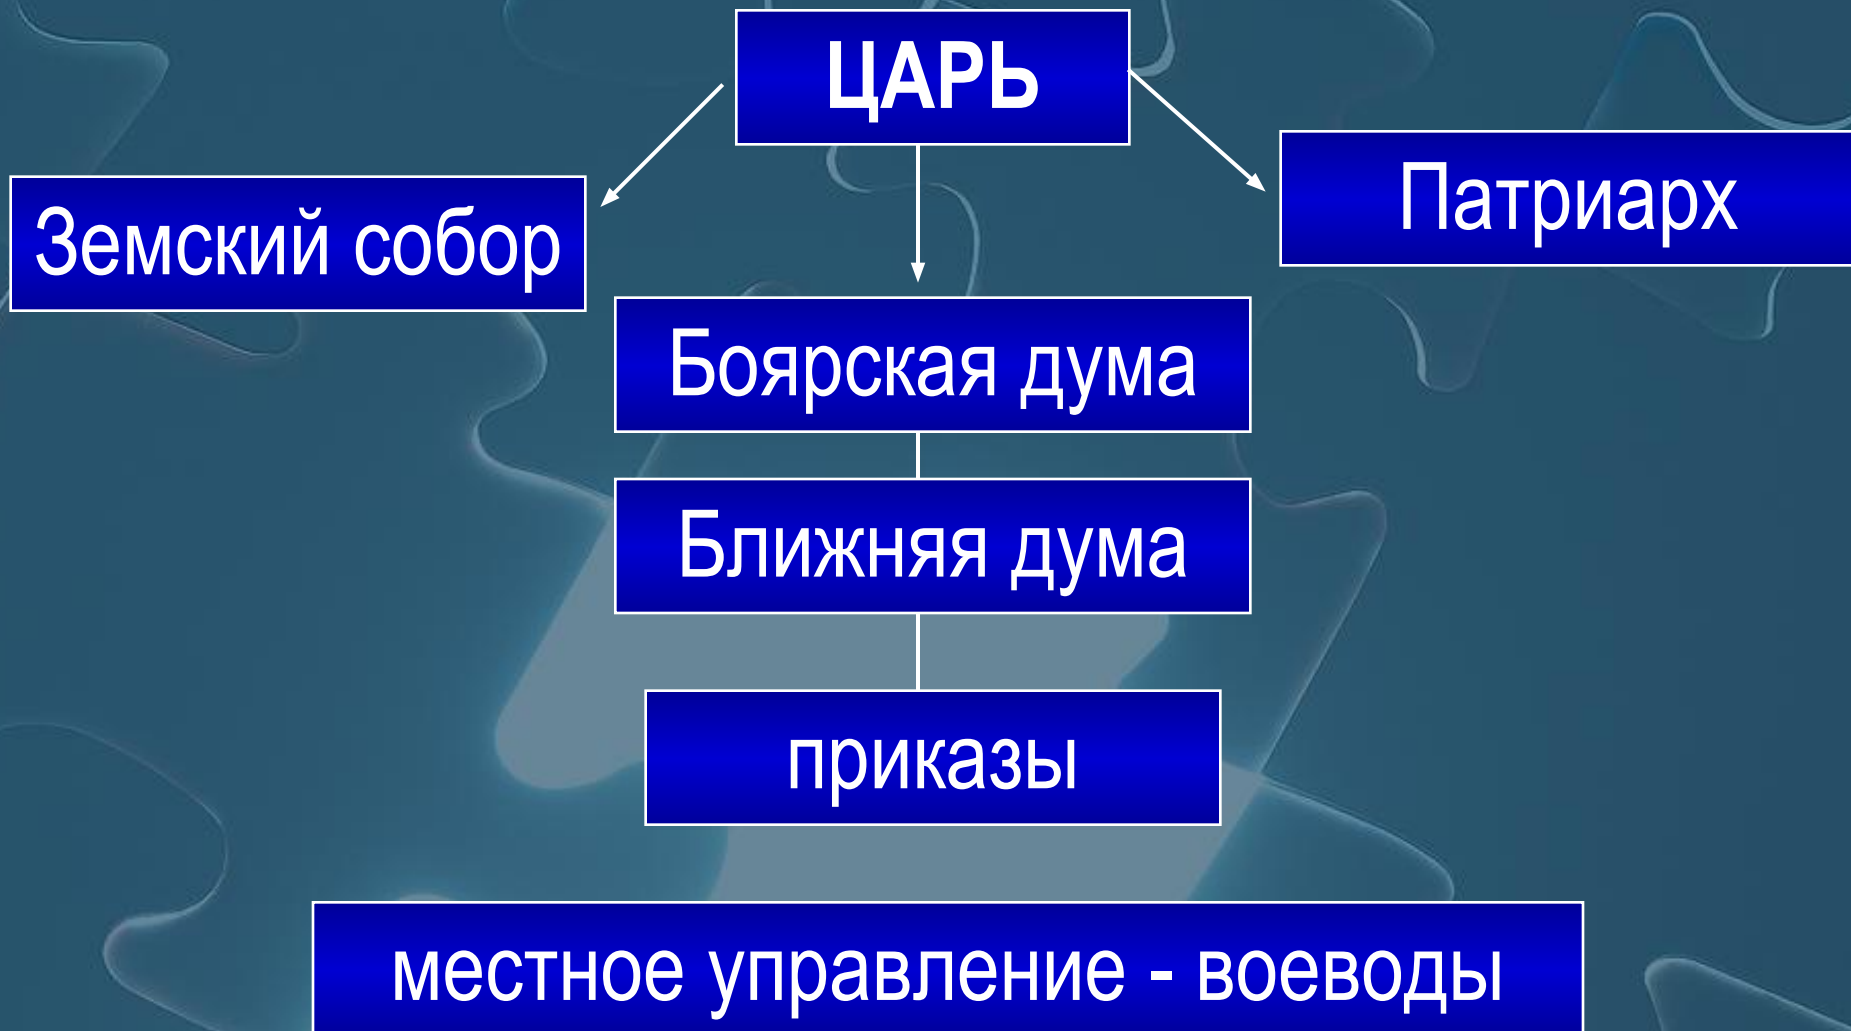 ЦАРЬ
Земский собор
Патриарх
Боярская дума
Ближняя дума
приказы
местное управление - воеводы